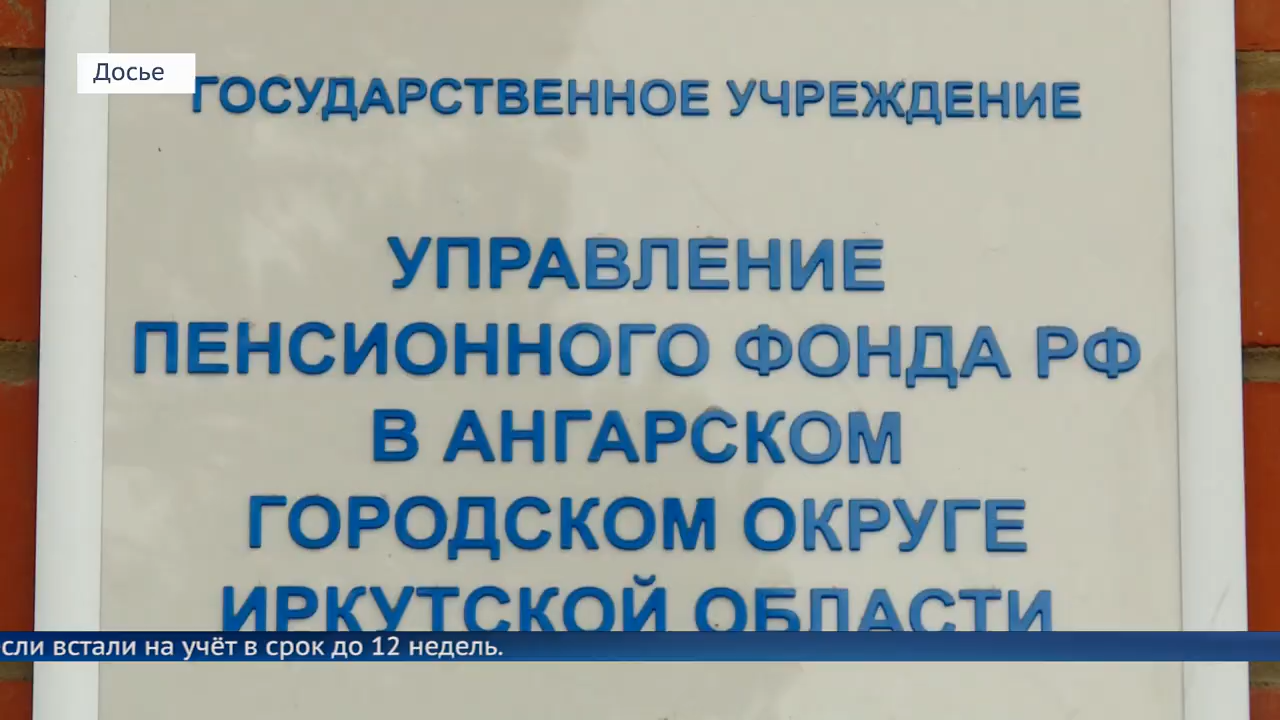 Досье
ГОСУДАРСТВЕННОЕ УЧРЕЖДЕНИЕ
УПРАВЛЕНИЕ
ПЕНСИОННОГО ФОНДА РФ
В АНГАРСКОМ
ГОРОДСКОМ ОКРУГЕ
ИРКУТСКОЙ ОБЛАСТИ
встали на учёт в срок до 12 недель.